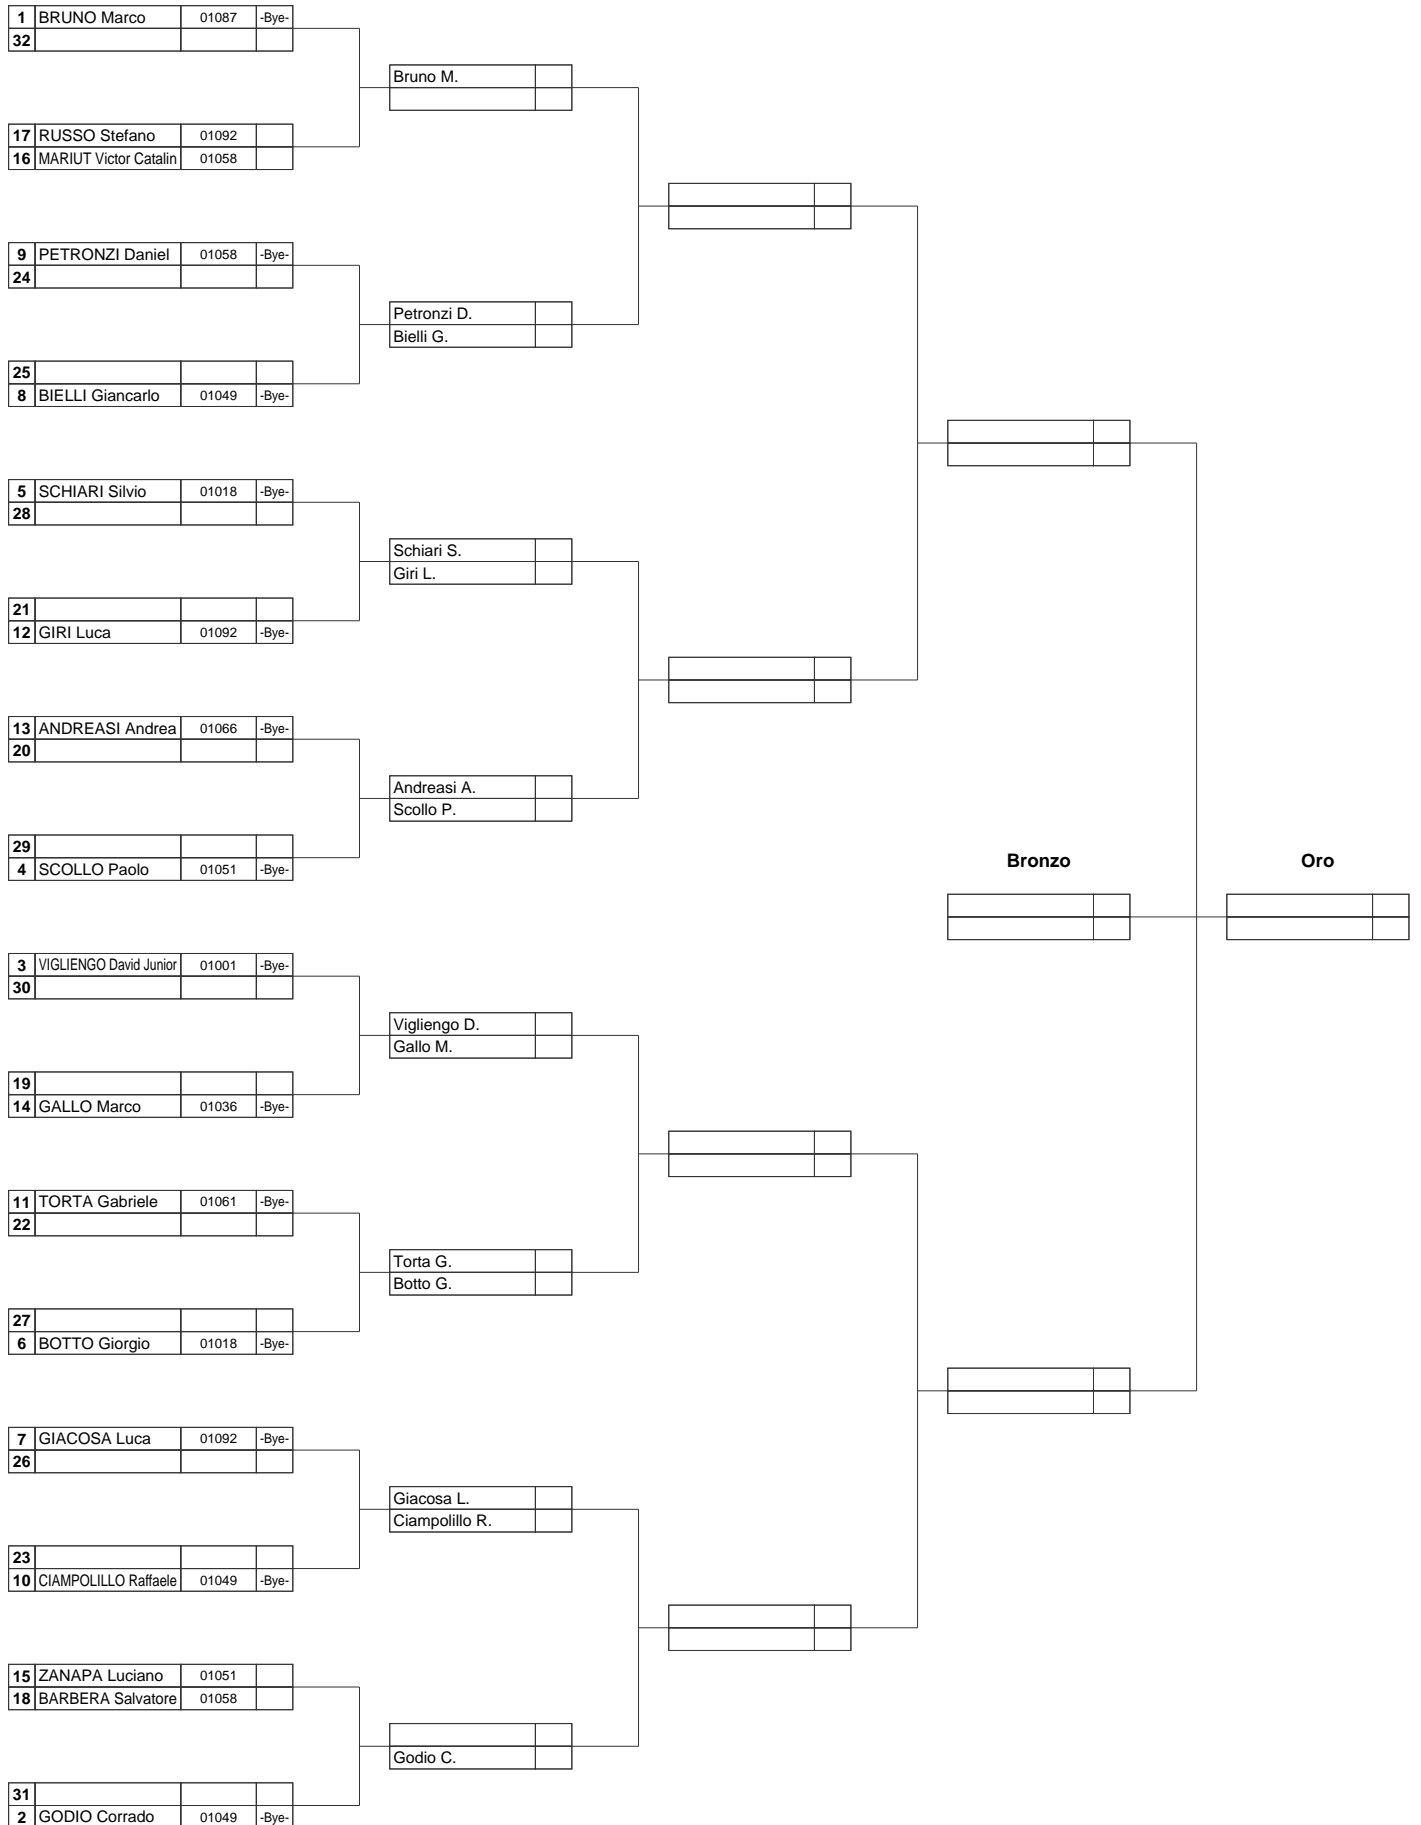 1 BRUNO Marco 01087 -Bye-
32
Bruno M.
17 RUSSO Stefano 01092
16 MARIUT Victor Catalin 01058
9 PETRONZI Daniel 01058 -Bye-
24
Petronzi D.
Bielli G.
25
8 BIELLI Giancarlo 01049 -Bye-
5 SCHIARI Silvio 01018 -Bye-
28
Schiari S.
Giri L.
21
12 GIRI Luca 01092 -Bye-
13 ANDREASI Andrea 01066 -Bye-
20
Andreasi A.
Scollo P.
29
4 SCOLLO Paolo 01051 -Bye-
Bronzo Oro
3 VIGLIENGO David Junior 01001 -Bye-
30
Vigliengo D.
Gallo M.
19
14 GALLO Marco 01036 -Bye-
11 TORTA Gabriele 01061 -Bye-
22
Torta G.
Botto G.
27
6 BOTTO Giorgio 01018 -Bye-
7 GIACOSA Luca 01092 -Bye-
26
Giacosa L.
Ciampolillo R.
23
10 CIAMPOLILLO Raffaele 01049 -Bye-
15 ZANAPA Luciano 01051
18 BARBERA Salvatore 01058
Godio C.
31
2 GODIO Corrado 01049 -Bye-